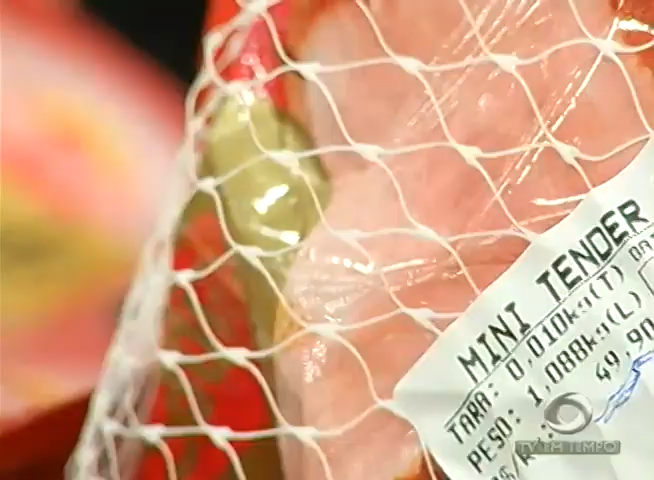 MINI TENDER
TARA: 0,010kg(T)
PESO: 1,088kg(L)
49,90
TV EM TEMPO